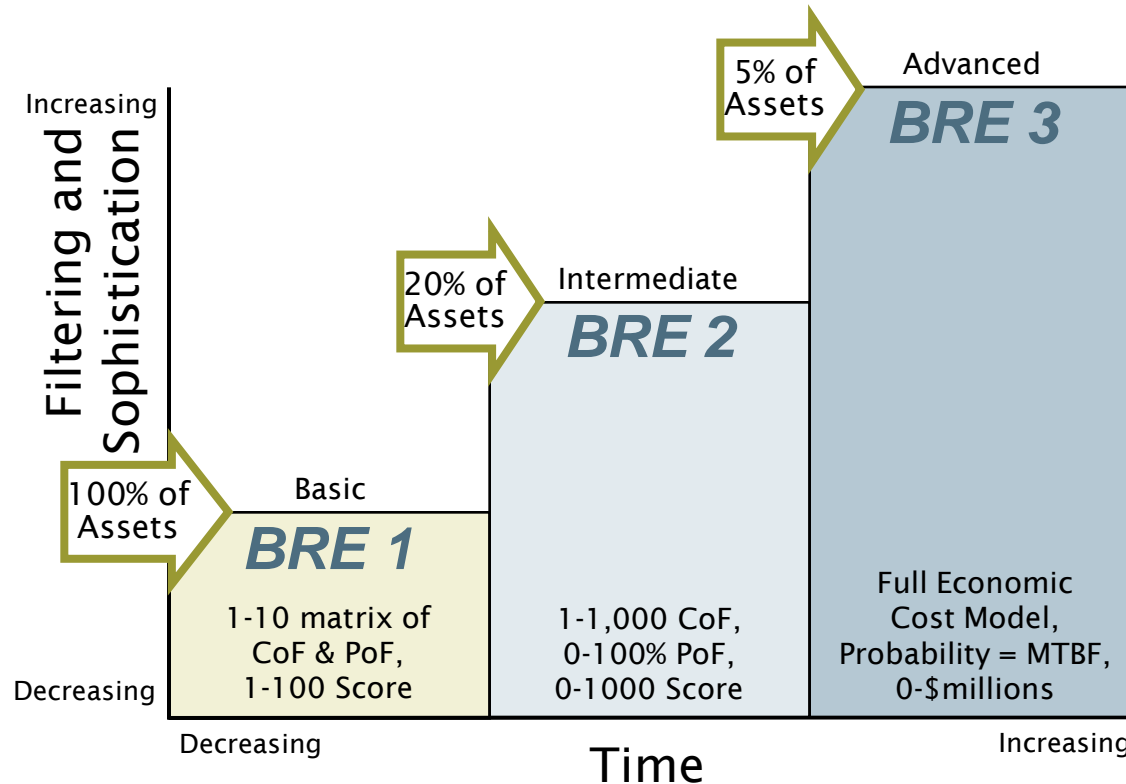 Increasing
Filtering and
Sophistication
Decreasing
100% of
Assets
Basic
BRE 1
1-10 matrix of
CoF & PoF,
1-100 Score
20% of
Assets
Intermediate
BRE 2
1-1,000 CoF,
0-100% PoF,
0-1000 Score
5% of
Assets
Advanced
BRE 3
Full Economic
Cost Model,
Probability = MTBF,
0-$millions
Decreasing
Time
Increasing